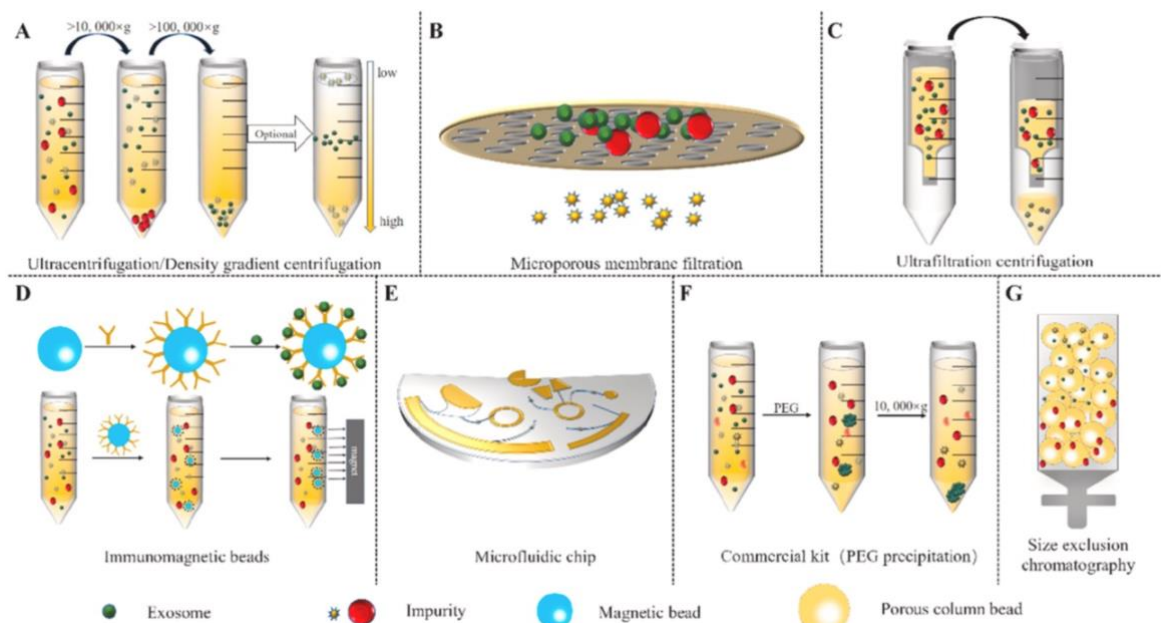 A
>10, 000×g
>100, 000×g
low
Optional
high
Ultracentrifugation/Density gradient centrifugation
B
Microporous membrane filtration
C
Ultrafiltration centrifugation
D
magnet
Immunomagnetic beads
E
Microfluidic chip
F
PEG
10, 000×g
Commercial kit（PEG precipitation）
G
Size exclusion
chromatography
Exosome
Impurity
Magnetic bead
Porous column bead